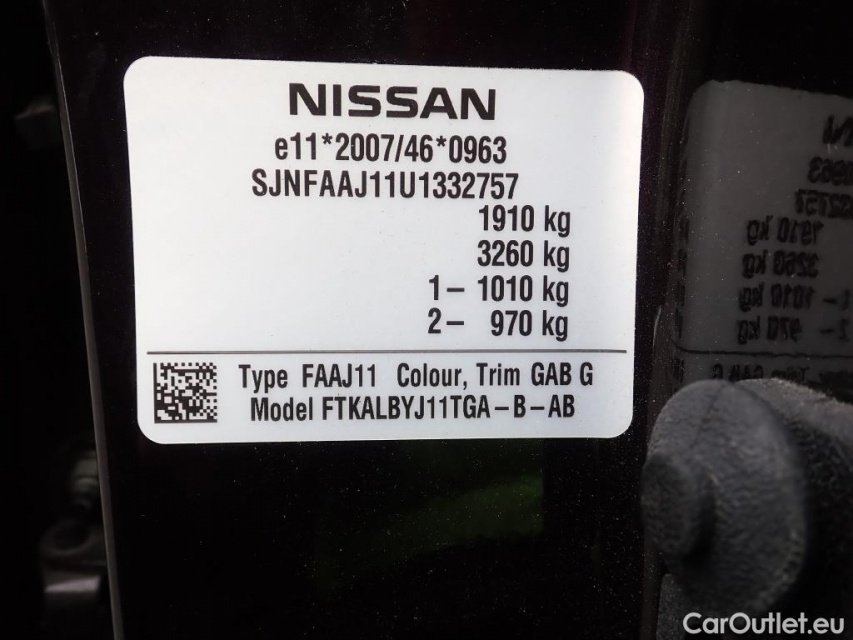 NISSAN
e11*2007/46*0963
SJNFAAJ11U1332757
1910 kg
3260 kg
1- 1010 kg
2- 970 kg
Type FAAJ11 Colour, Trim GAB G
Model FTKALBYJ11TGA-B-AB
CarOutlet.eu